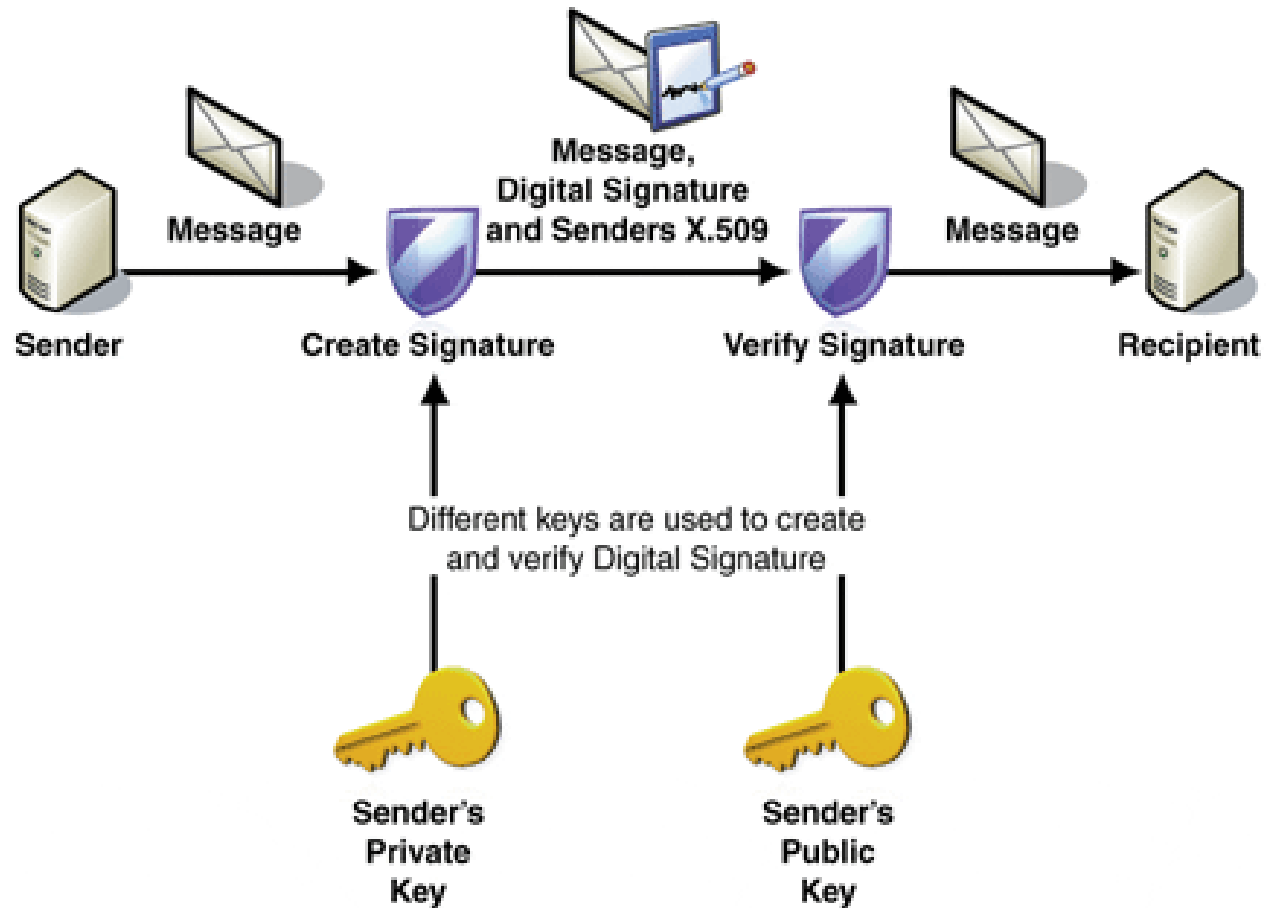 Message,
Digital Signature
and Senders X.509
Message
Message
Sender
Create Signature
Verify Signature
Recipient
Different keys are used to create
and verify Digital Signature
Sender's
Private
Key
Sender's
Public
Key